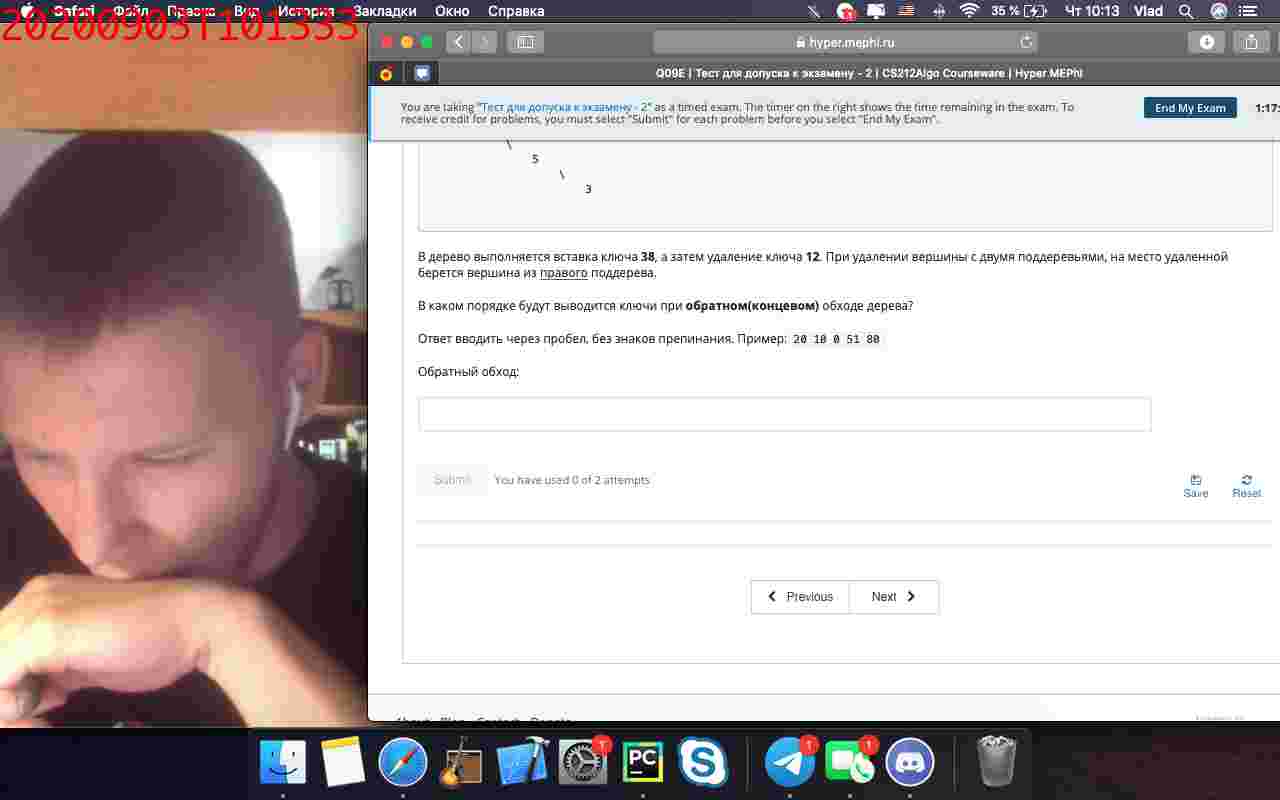 20200903T101333
Safari Файл Правка Вид История Закладки Окно Справка
35 % Чт 10:13 Vlad
hyper.mephi.ru
Q09E | Тест для допуска к экзамену - 2 | CS212Algo Courseware | Hyper.MEPhI
You are taking "Тест для допуска к экзамену - 2" as a timed exam. The timer on the right shows the time remaining in the exam. To
receive credit for problems, you must select "Submit" for each problem before you select "End My Exam".
End My Exam
1:17:
\
5
\
3
В дерево выполняется вставка ключа 38, а затем удаление ключа 12. При удалении вершины с двумя поддеревьями, на место удаленной
берется вершина из правого поддерева.
В каком порядке будут выводится ключи при обратном(концевом) обходе дерева?
Ответ вводить через пробел, без знаков препинания. Пример: 20 10 0 51 80
Обратный обход:
Submit You have used 0 of 2 attempts
Save Reset
Previous Next
About Blog Contact Donate
1
PC
1
1